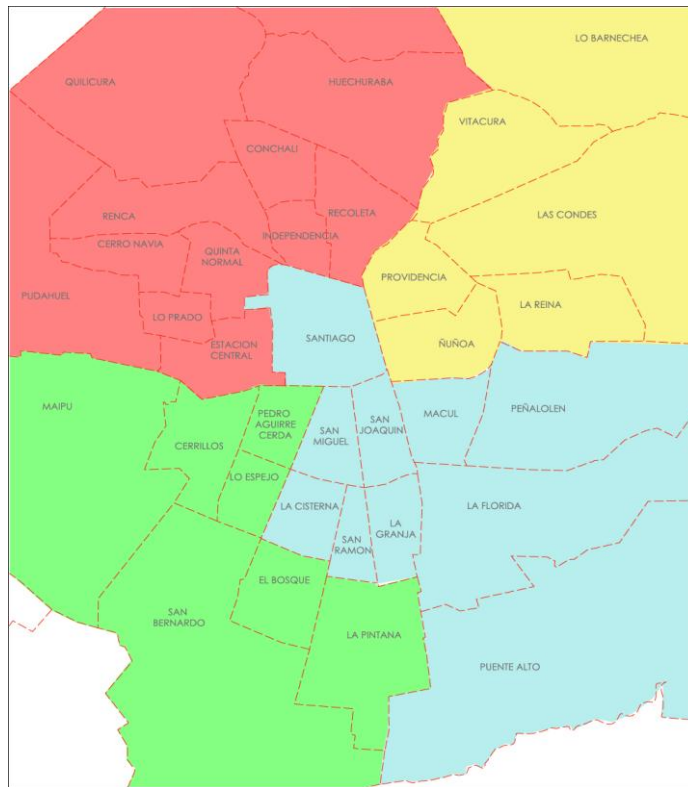 LO BARNECHEA
QUILICURA
HUECHURABA
VITACURA
CONCHALI
RENCA
RECOLETA
LAS CONDES
INDEPENDENCIA
CERRO NAVIA
QUINTA
NORMAL
PROVIDENCIA
PUDAHUEL
LA REINA
LO PRADO
SANTIAGO
ESTACION
CENTRAL
ÑUÑOA
MAIPU
PEDRO
AGUIRRE
CERDA
MACUL
PEÑALOLEN
SAN
JOAQUIN
SAN
MIGUEL
CERRILLOS
LO ESPEJO
LA CISTERNA
LA FLORIDA
LA
GRANJA
SAN
RAMON
EL BOSQUE
SAN
BERNARDO
LA PINTANA
PUENTE ALTO